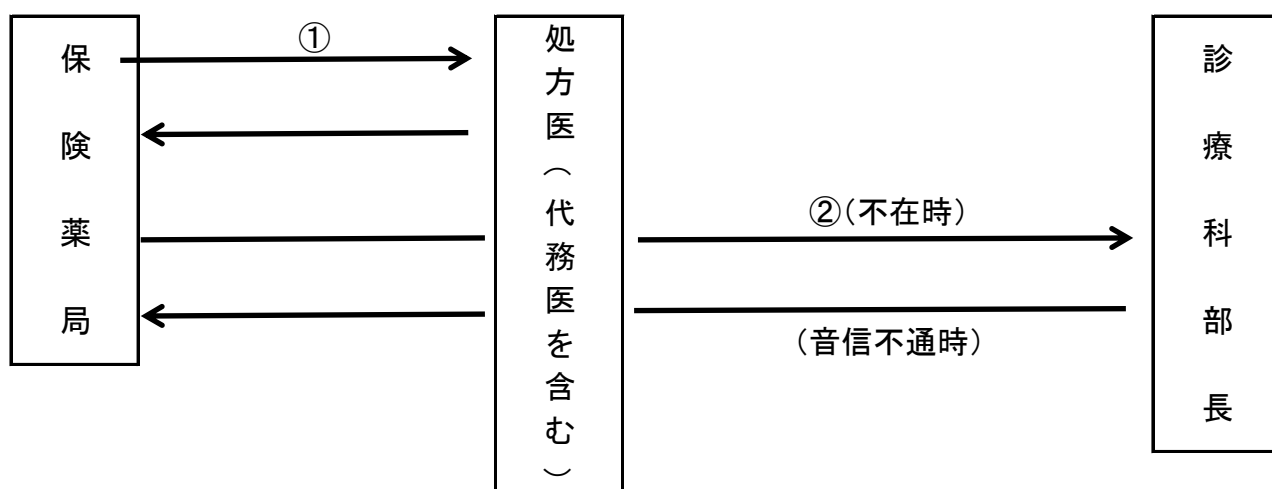 保険薬局
①
処方医（代務医を含む）
②（不在時）
（音信不通時）
診療科部長